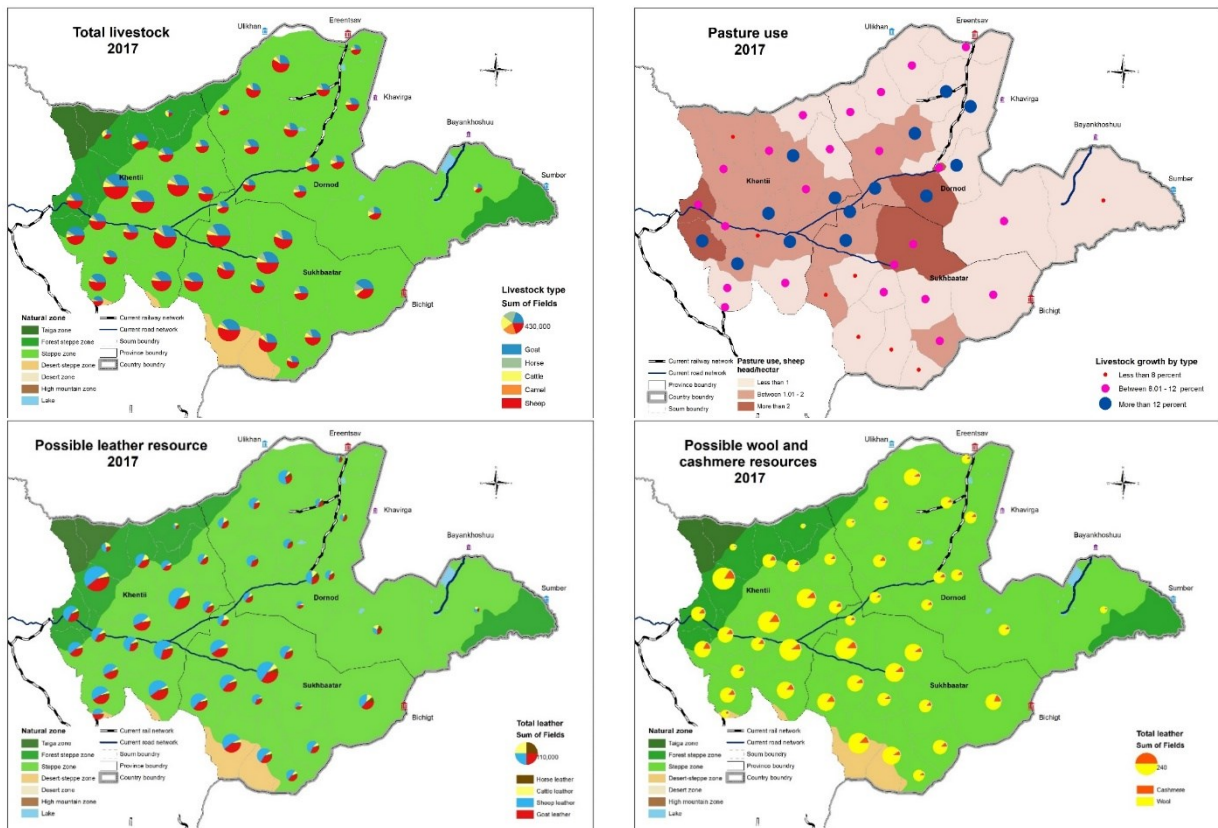 Total livestock
2017
Ulikhan
Ereentsav
Khavirga
Bayankhoshuu
Sumber
Khentii
Dornod
Sukhbaatar
Bichigt
Natural zone
Taiga zone
Forest steppe zone
Steppe zone
Desert steppe zone
Desert zone
High mountain zone
Lake
Current railway network
Current road network
Soum boundry
Province boundry
Country boundry
Livestock type
Sum of Fields
430,000
Goat
Horse
Cattle
Camel
Sheep
Pasture use
2017
Ulikhan
Ereentsav
Khavirga
Bayankhoshuu
Sumber
Khentii
Dornod
Sukhbaatar
Bichigt
Current railway network
Current road network
Province boundry
Country boundry
Soum boundry
Pasture use, sheep
head/hectar
Less than 1
Between 1.01 - 2
More than 2
Livestock growth by type
Less than 8 percent
Between 8.01 - 12 percent
More than 12 percent
Possible leather resource
2017
Ulikhan
Ereentsav
Khavirga
Bayankhoshuu
Sumber
Khentii
Dornod
Sukhbaatar
Bichigt
Natural zone
Taiga zone
Forest steppe zone
Steppe zone
Desert-steppe zone
Desert zone
High mountain zone
Lake
Current rail network
Current road network
Soum boundry
Province boundry
Country boundry
Total leather
Sum of Fields
110,000
Horse leather
Cattle leather
Sheep leather
Goat leather
Possible wool and
cashmere resources
2017
Ulikhan
Ereentsav
Khavirga
Bayankhoshuu
Sumber
Khentii
Dornod
Sukhbaatar
Bichigt
Natural zone
Taiga zone
Forest steppe zone
Steppe zone
Desert-steppe zone
Desert zone
High mountain zone
Lake
Current rail network
Current road network
Soum boundry
Province boundry
Country boundry
Total leather
Sum of Fields
240
Cashmere
Wool